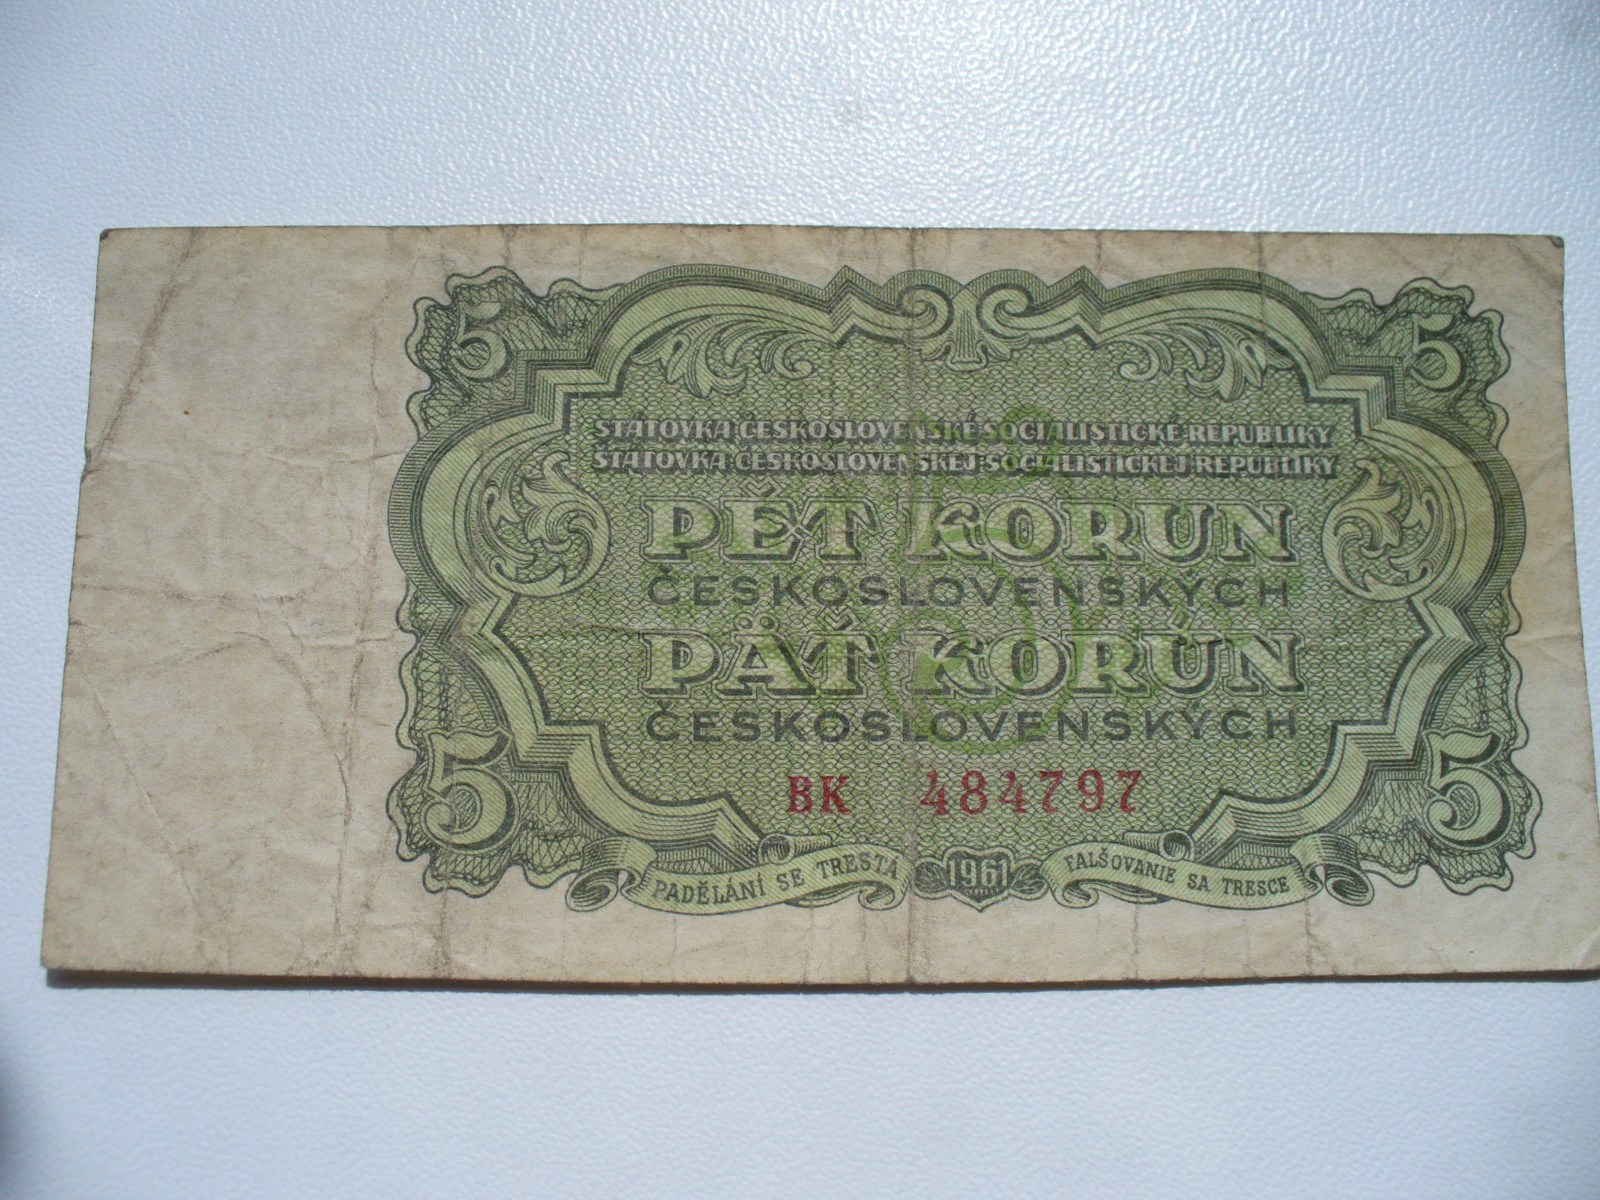 5 5
STÁTOVKA ČESKOSLOVENSKÉ SOCIALISTICKÉ REPUBLIKY
ŠTÁTOVKA ČESKOSLOVENSKEJ SOCIALISTICKEJ REPUBLIKY
PĚT KORUN
ČESKOSLOVENSKÝCH
PÄŤ KORÚN
ČESKOSLOVENSKÝCH
5 5
BK 484797
PADĚLÁNÍ SE TRESTÁ 1961 FALŠOVANIE SA TRESCE